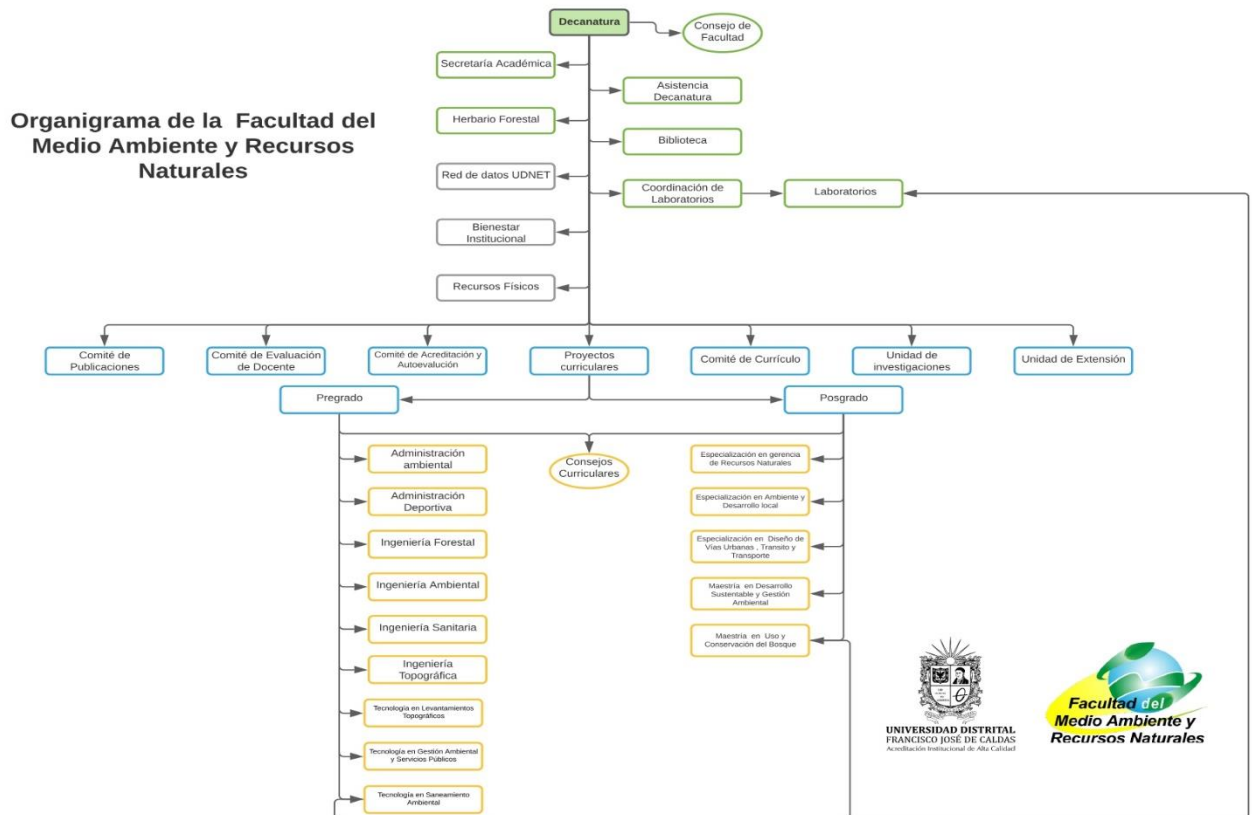 Decanatura
Consejo de
Facultad
Secretaría Académica
Asistencia
Decanatura
Organigrama de la Facultad del
Medio Ambiente y Recursos
Naturales
Herbario Forestal
Biblioteca
Red de datos UDNET
Coordinación de
Laboratorios
Laboratorios
Bienestar
Institucional
Recursos Físicos
Comité de
Publicaciones
Comité de Evaluación
de Docente
Comité de Acreditación y
Autoevalución
Proyectos
curriculares
Comité de Currículo
Unidad de
investigaciones
Unidad de Extensión
Pregrado
Posgrado
Consejos
Curriculares
Administración
ambiental
Administración
Deportiva
Ingeniería Forestal
Ingeniería Ambiental
Ingeniería Sanitaria
Ingeniería
Topográfica
Tecnología en Levantamientos
Topográficos
Tecnología en Gestión Ambiental
y Servicios Públicos
Tecnología en Saneamiento
Ambiental
Especialización en gerencia
de Recursos Naturales
Especialización en Ambiente y
Desarrollo local
Especialización en Diseño de
Vías Urbanas , Transito y
Transporte
Maestría en Desarrollo
Sustentable y Gestión
Ambiental
Maestría en Uso y
Conservación del Bosque
UNIVERSIDAD DISTRITAL
FRANCISCO JOSÉ DE CALDAS
Acreditación Institucional de Alta Calidad
Facultad del
Medio Ambiente y
Recursos Naturales